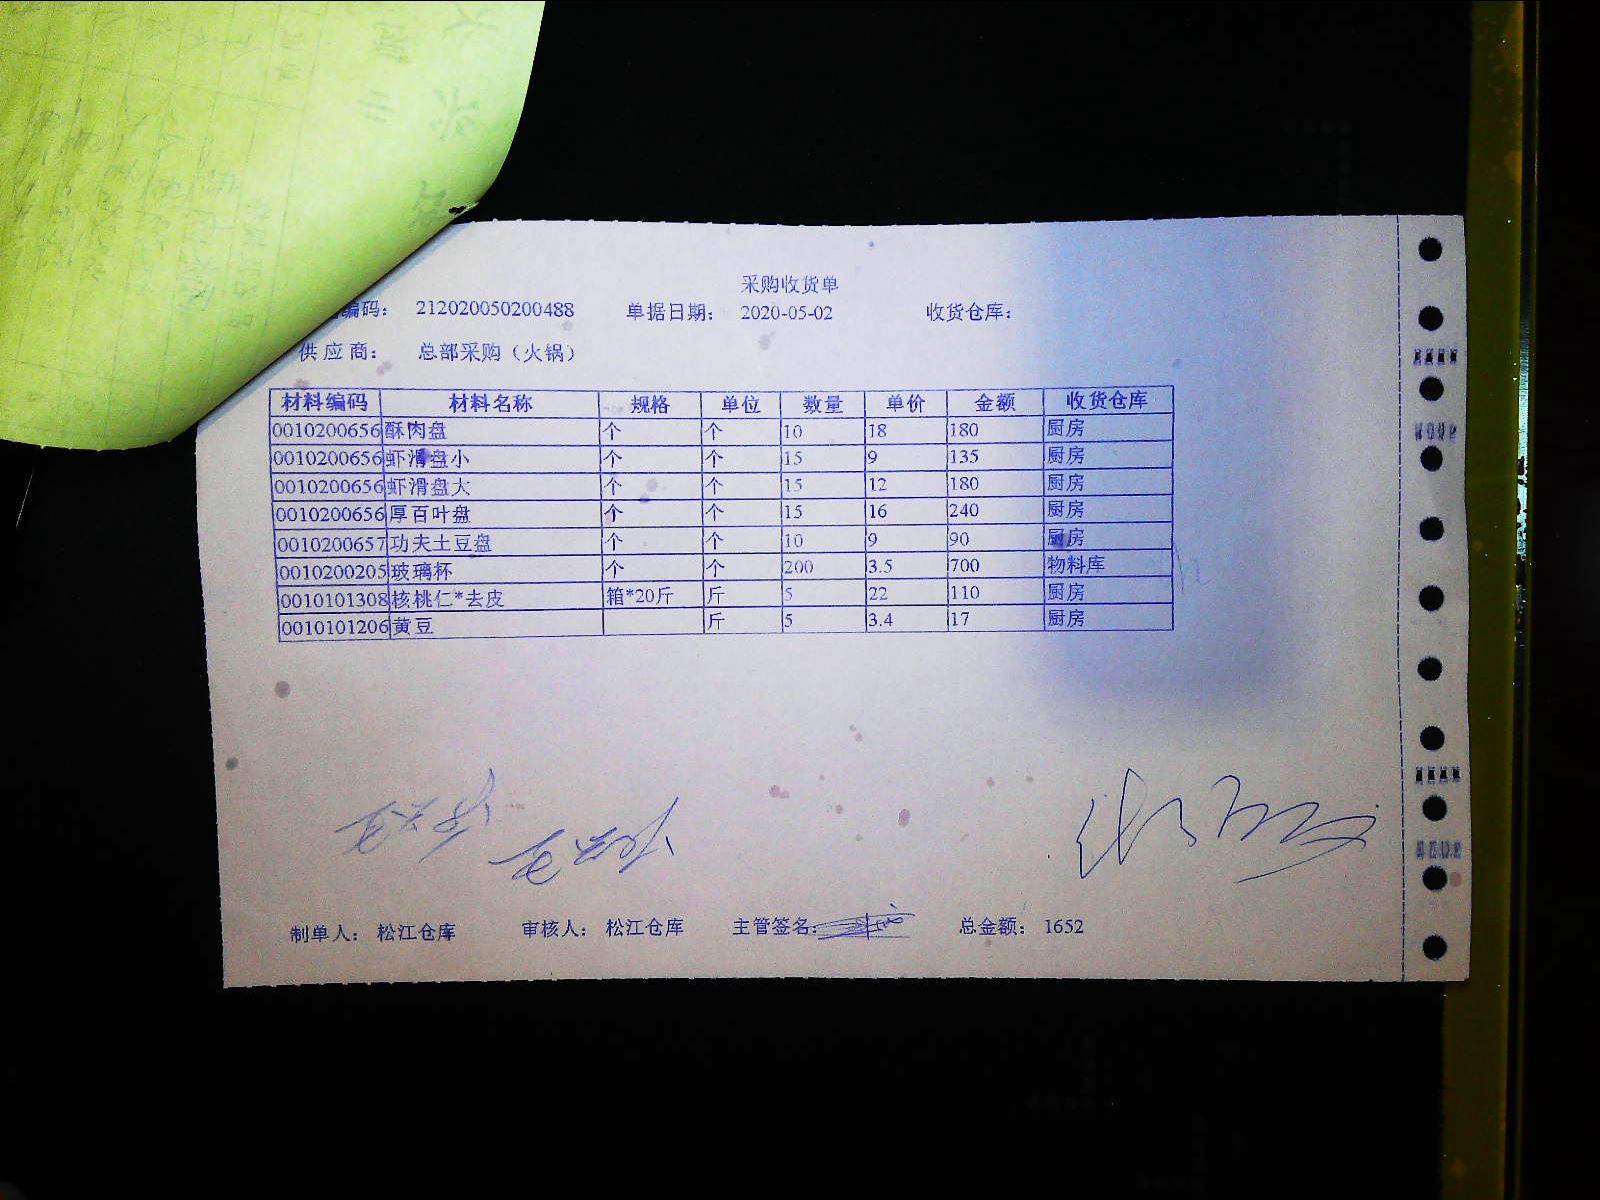 采购收货单
编码： 212020050200488 单据日期： 2020-05-02 收货仓库：
供应商： 总部采购（火锅）
材料编码 材料名称 规格 单位 数量 单价 金额 收货仓库
0010200656 酥肉盘 个 个 10 18 180 厨房
0010200656 虾滑盘小 个 个 15 9 135 厨房
0010200656 虾滑盘大 个 个 15 12 180 厨房
0010200656 厚百叶盘 个 个 15 16 240 厨房
0010200657 功夫土豆盘 个 个 10 9 90 厨房
0010200205 玻璃杯 个 个 200 3.5 700 物料库
0010101308 核桃仁*去皮 箱*20斤 斤 5 22 110 厨房
0010101206 黄豆 斤 5 3.4 17 厨房
制单人： 松江仓库 审核人： 松江仓库 主管签名： 总金额： 1652